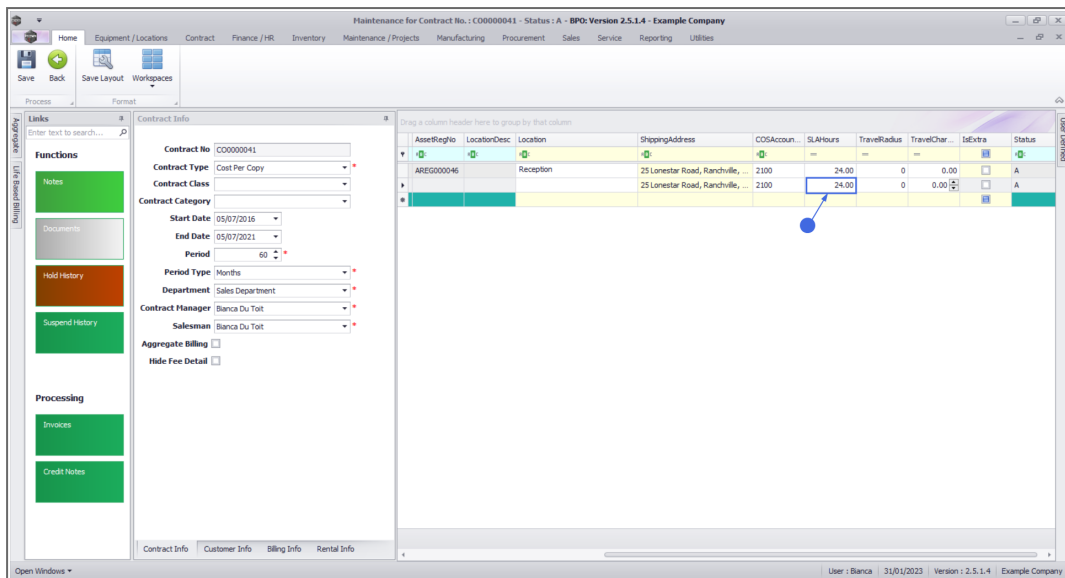 Maintenance for Contract No. : CO0000041 - Status : A - BPO: Version 2.5.1.4 - Example Company
Home Equipment / Locations Contract Finance / HR Inventory Maintenance / Projects Manufacturing Procurement Sales Service Reporting Utilities
Save Back Save Layout Workspaces
Process Format
Aggregate
Life Based Billing
Links
Enter text to search...
Functions
Notes
Documents
Hold History
Suspend History
Processing
Invoices
Credit Notes
Contract Info
Contract No CO0000041
Contract Type Cost Per Copy *
Contract Class
Contract Category
Start Date 05/07/2016
End Date 05/07/2021
Period 60 *
Period Type Months *
Department Sales Department *
Contract Manager Bianca Du Toit *
Salesman Bianca Du Toit *
Aggregate Billing
Hide Fee Detail
Contract Info Customer Info Billing Info Rental Info
Drag a column header here to group by that column
AssetRegNo LocationDesc Location ShippingAddress COSAccoun... SLAHours TravelRadius TravelChar... IsExtra Status
AREG000046 Reception 25 Lonestar Road, Ranchville, ... 2100 24.00 0 0.00 A
25 Lonestar Road, Ranchville, ... 2100 24.00 0 0.00 A
User Defined
Open Windows User : Bianca 31/01/2023 Version : 2.5.1.4 Example Company